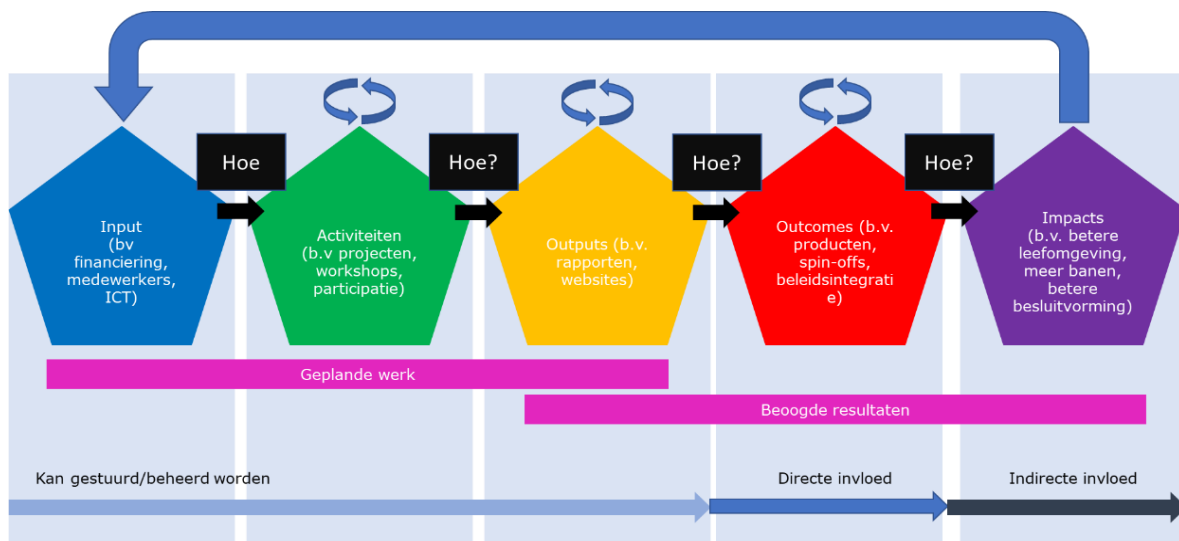 Hoe
Hoe?
Hoe?
Hoe?
Input
(bv
financiering,
medewerkers,
ICT)
Activiteiten
(b.v projecten,
workshops,
participatie)
Outputs (b.v.
rapporten,
websites)
Outcomes (b.v.
producten,
spin-offs,
beleidsintegrati
e)
Impacts
(b.v. betere
leefomgeving,
meer banen,
betere
besluitvorming)
Geplande werk
Beoogde resultaten
Kan gestuurd/beheerd worden
Directe invloed
Indirecte invloed